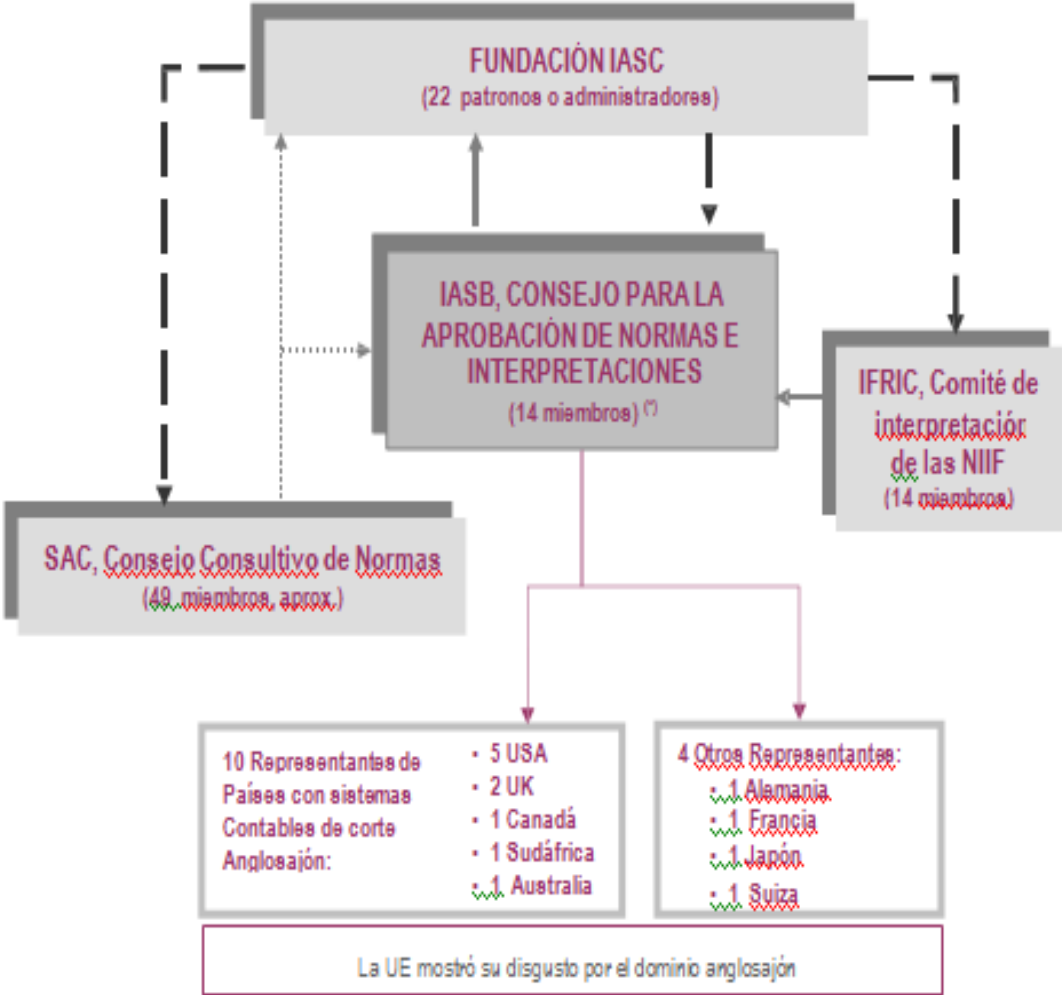 FUNDACIÓN IASC
(22 patronos o administradores)
IASB, CONSEJO PARA LA
APROBACIÓN DE NORMAS E
INTERPRETACIONES
(14 miembros) (*)
IFRIC, Comité de
interpretación
de las NIIF
(14 miembros)
SAC, Consejo Consultivo de Normas
(49 miembros, aprox.)
10 Representantes de
Países con sistemas
Contables de corte
Anglosajón:
• 5 USA
• 2 UK
• 1 Canadá
• 1 Sudáfrica
• 1 Australia
4 Otros Representantes:
• 1 Alemania
• 1 Francia
• 1 Japón
• 1 Suiza
La UE mostró su disgusto por el dominio anglosajón